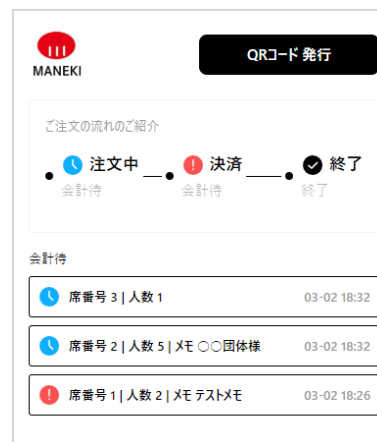 MANEKI
QRコード 発行
ご注文の流れのご紹介
注文中 決済 終了
会計待 会計待 終了
会計待
席番号 3 | 人数 1 03-02 18:32
席番号 2 | 人数 5 | メモ 〇〇団体様 03-02 18:32
席番号 1 | 人数 2 | メモ テストメモ 03-02 18:26